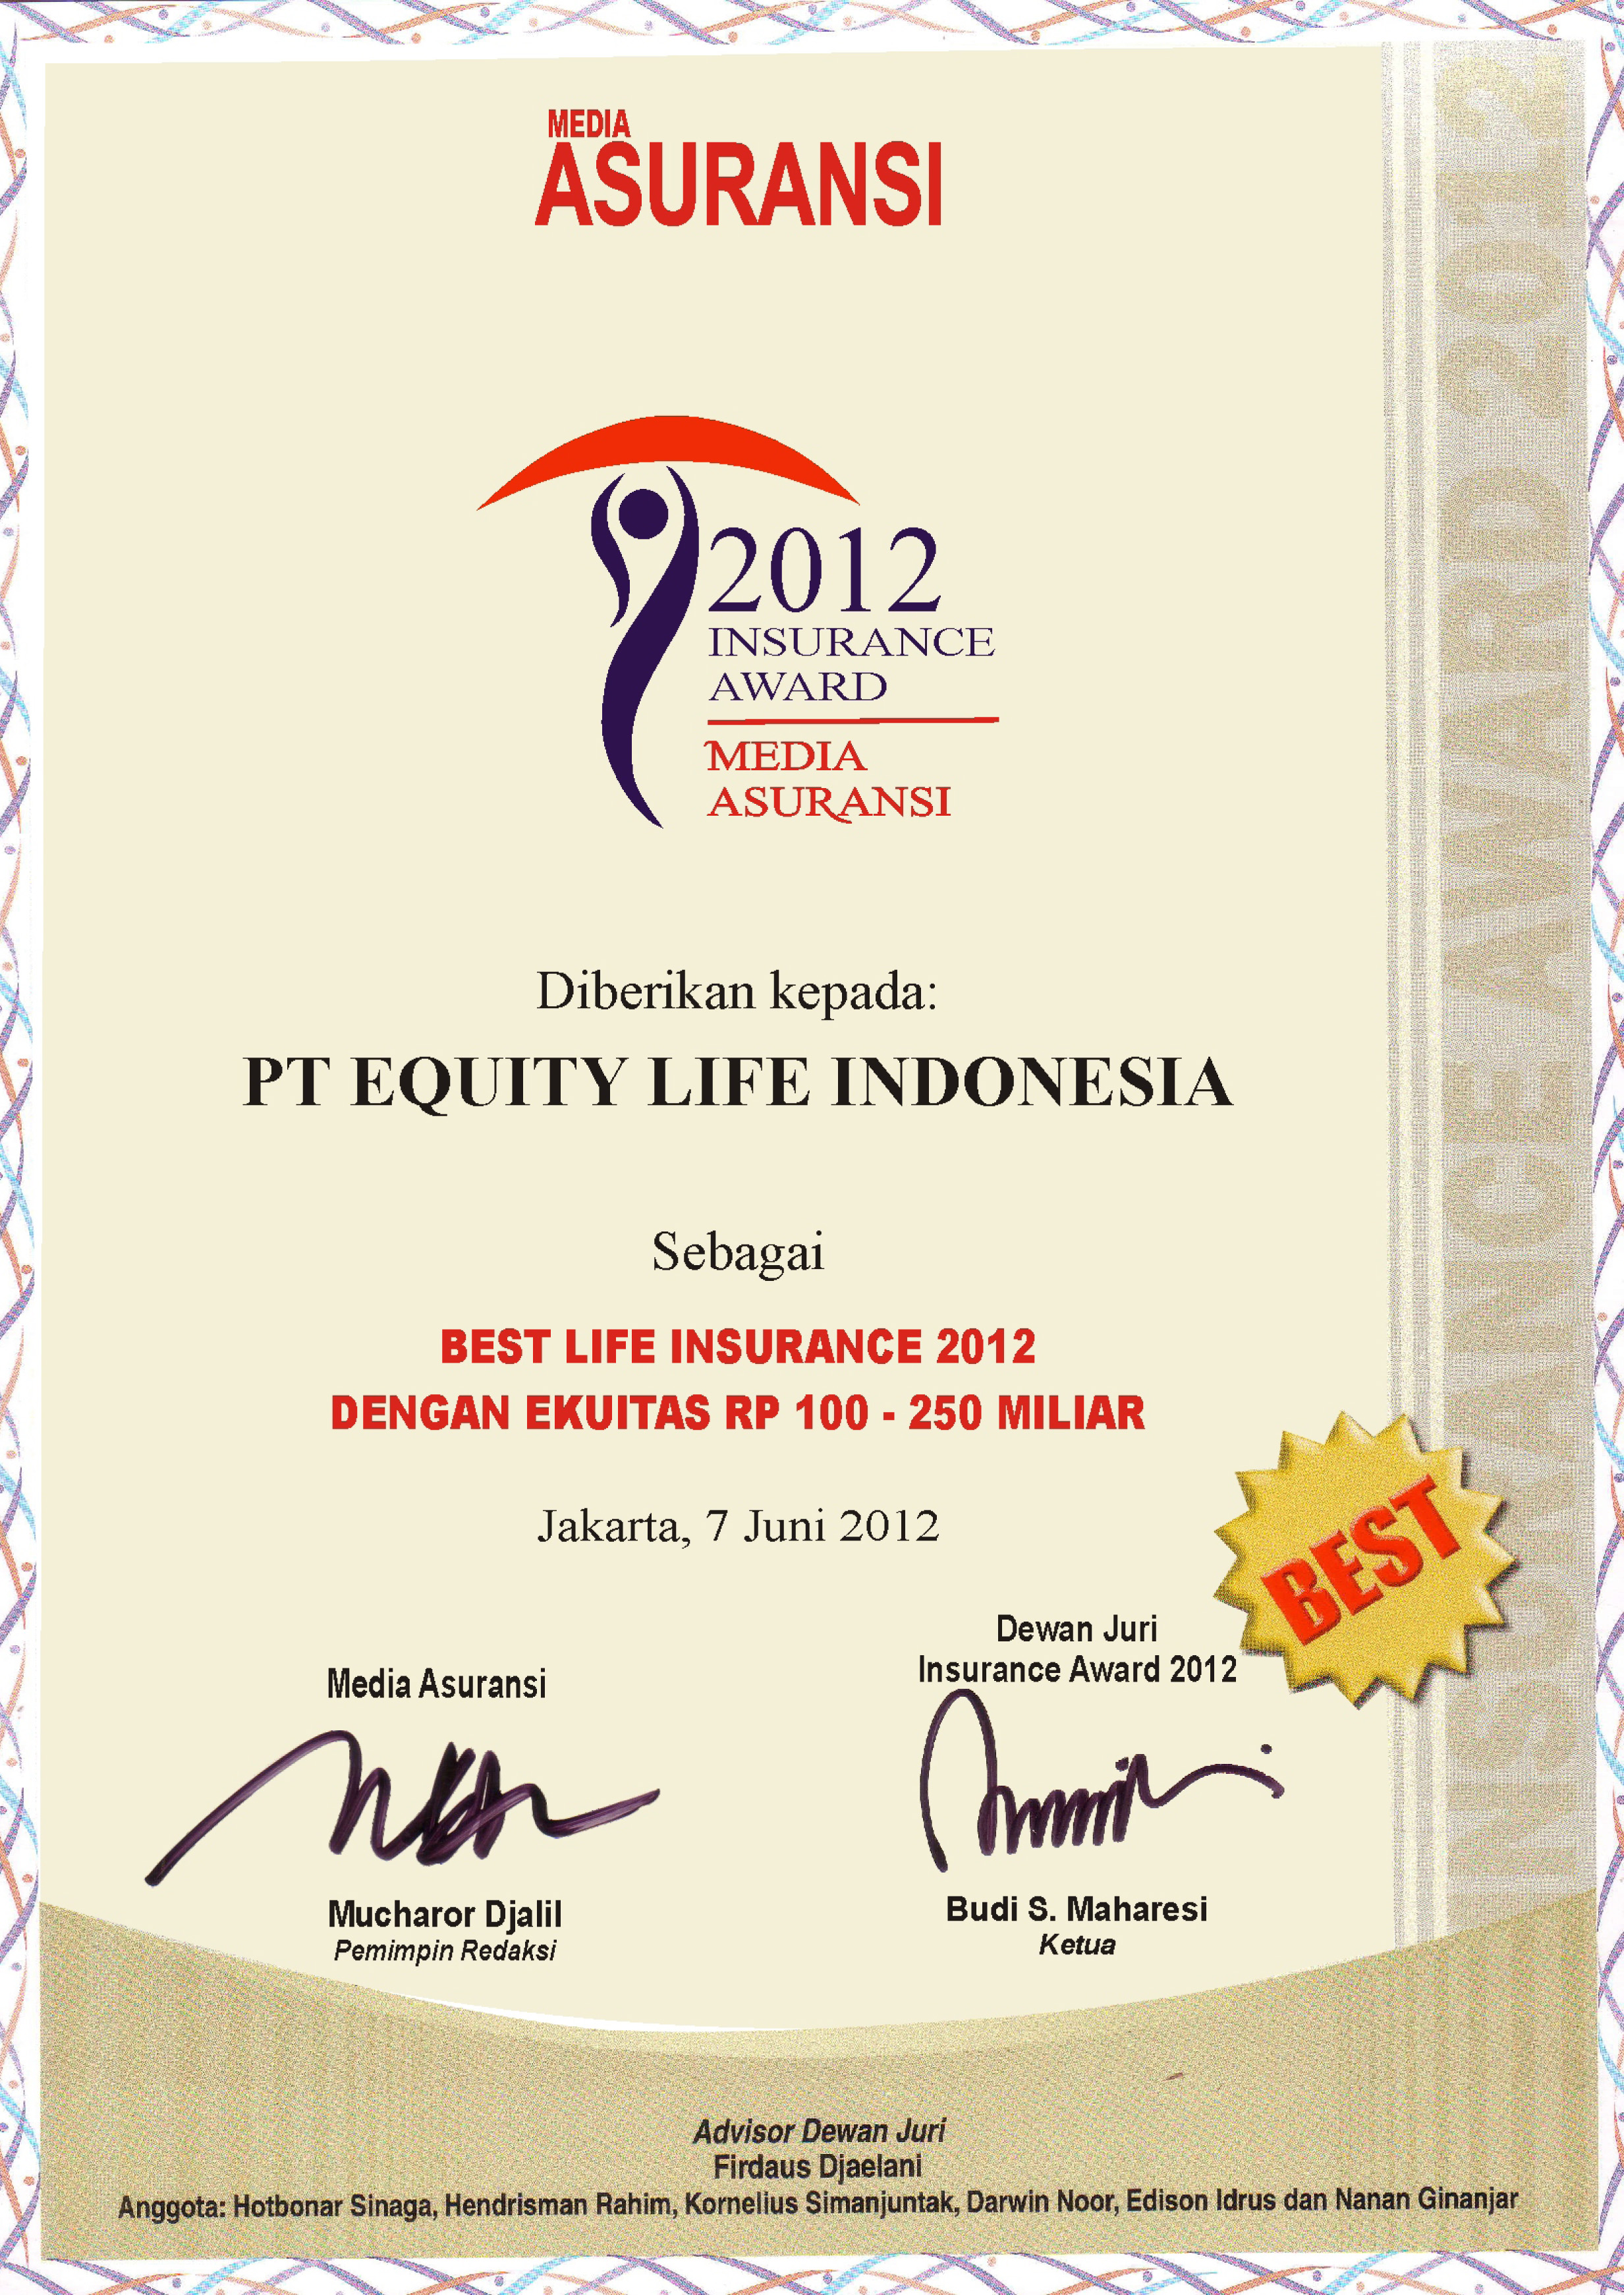 MEDIA
ASURANSI
2012
INSURANCE
AWARD
MEDIA
ASURANSI
Diberikan kepada:
PT EQUITY LIFE INDONESIA
Sebagai
BEST LIFE INSURANCE 2012
DENGAN EKUITAS RP 100 - 250 MILIAR
Jakarta, 7 Juni 2012
BEST
Media Asuransi
Dewan Juri
Insurance Award 2012
Mucharor Djalil
Pemimpin Redaksi
Budi S. Maharesi
Ketua
Advisor Dewan Juri
Firdaus Djaelani
Anggota: Hotbonar Sinaga, Hendrisman Rahim, Kornelius Simanjuntak, Darwin Noor, Edison Idrus dan Nanan Ginanjar
INSURANCE AWARD 2012